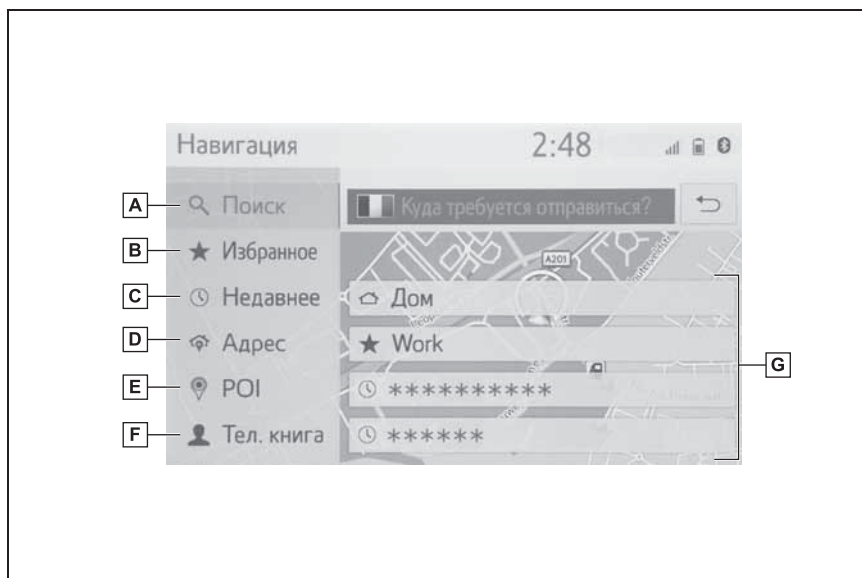 Навигация 2:48
A Поиск Куда требуется отправиться?
B Избранное
A201
C Недавнее Дом
D Адрес Work
G
E POI **********
F Тел. книга ******